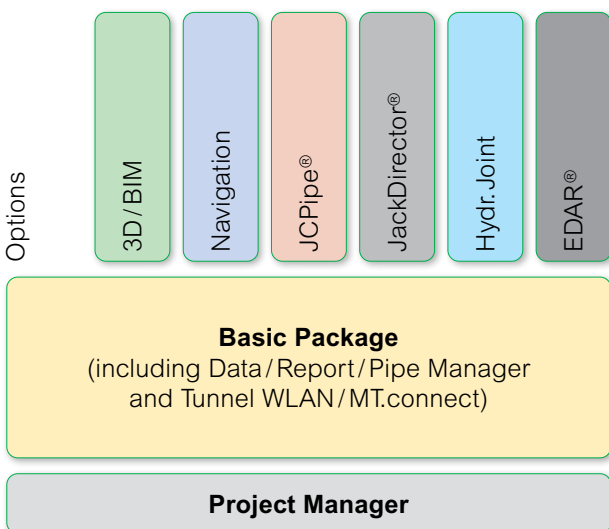 Options
3D/BIM
Navigation
JCPipe®
JackDirector®
Hydr. Joint
EDAR®
Basic Package
(including Data/Report/Pipe Manager
and Tunnel WLAN/MT.connect)
Project Manager